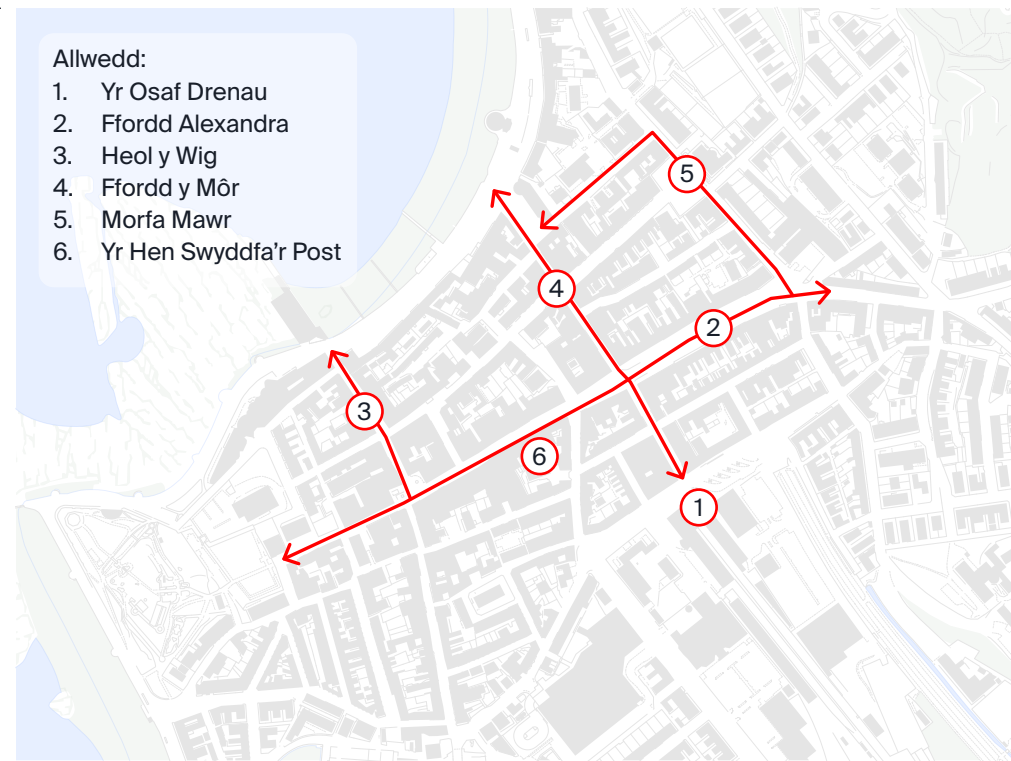 Allwedd:
1. Yr Osaf Drenau
2. Ffordd Alexandra
3. Heol y Wig
4. Ffordd y Môr
5. Morfa Mawr
6. Yr Hen Swyddfa'r Post
5
4
2
3
6
1